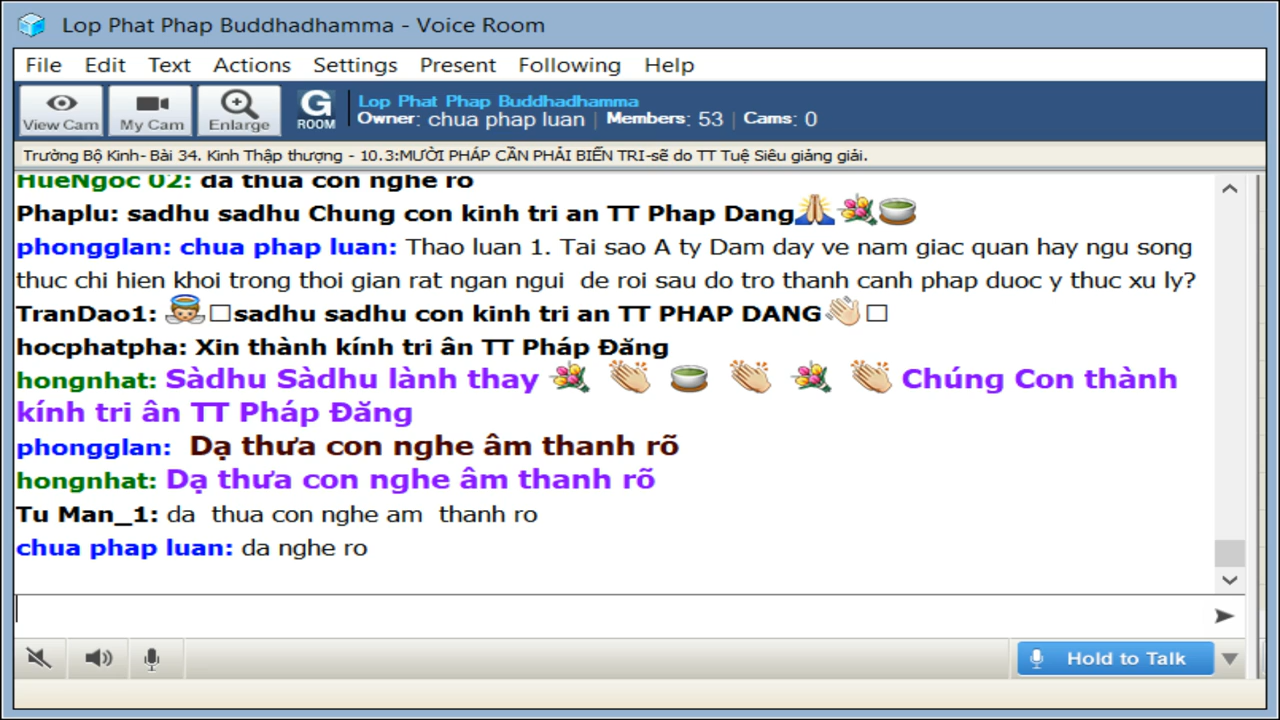 Lop Phat Phap Buddhadhamma - Voice Room
File Edit Text Actions Settings Present Following Help
View Cam My Cam Enlarge G ROOM
Lop Phat Phap Buddhadhamma
Owner: chua phap luan | Members: 53 | Cams: 0
Trường Bộ Kinh- Bài 34. Kinh Thập thượng - 10.3:MƯỜI PHÁP CẦN PHẢI BIẾN TRI-sẽ do TT Tuệ Siêu giảng giải.
HueNgoc 02: da thua con nghe ro
Phaplu: sadhu sadhu Chung con kinh tri an TT Phap Dang🙏💐🍵
phongglan: chua phap luan: Thao luan 1. Tai sao A ty Dam day ve nam giac quan hay ngu song
thuc chi hien khoi trong thoi gian rat ngan ngui de roi sau do tro thanh canh phap duoc y thuc xu ly?
TranDao1: 👼□sadhu sadhu con kinh tri an TT PHAP DANG👏□
hocphatpha: Xin thành kính tri ân TT Pháp Đăng
hongnhat: Sàdhu Sàdhu lành thay 💐 👏 🍵 👏 💐 👏 Chúng Con thành
kính tri ân TT Pháp Đăng
phongglan: Dạ thưa con nghe âm thanh rõ
hongnhat: Dạ thưa con nghe âm thanh rõ
Tu Man_1: da thua con nghe am thanh ro
chua phap luan: da nghe ro
Hold to Talk